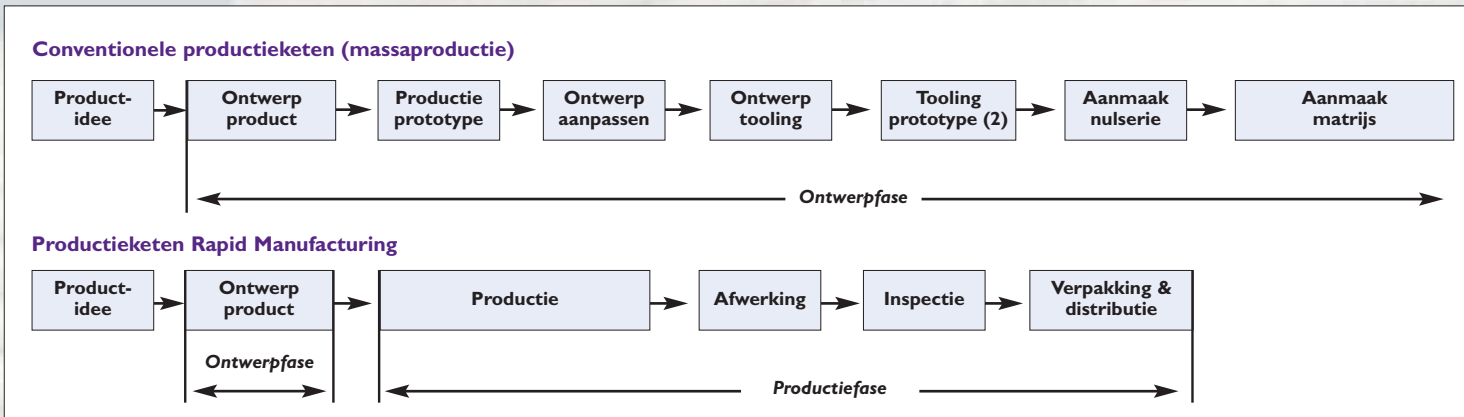 Conventionele productieketen (massaproductie)
Product-
idee
Ontwerp
product
Productie
prototype
Ontwerp
aanpassen
Ontwerp
tooling
Tooling
prototype (2)
Aanmaak
nulserie
Aanmaak
matrijs
Ontwerpfase
Productieketen Rapid Manufacturing
Product-
idee
Ontwerp
product
Productie
Afwerking
Inspectie
Verpakking &
distributie
Ontwerpfase
Productiefase